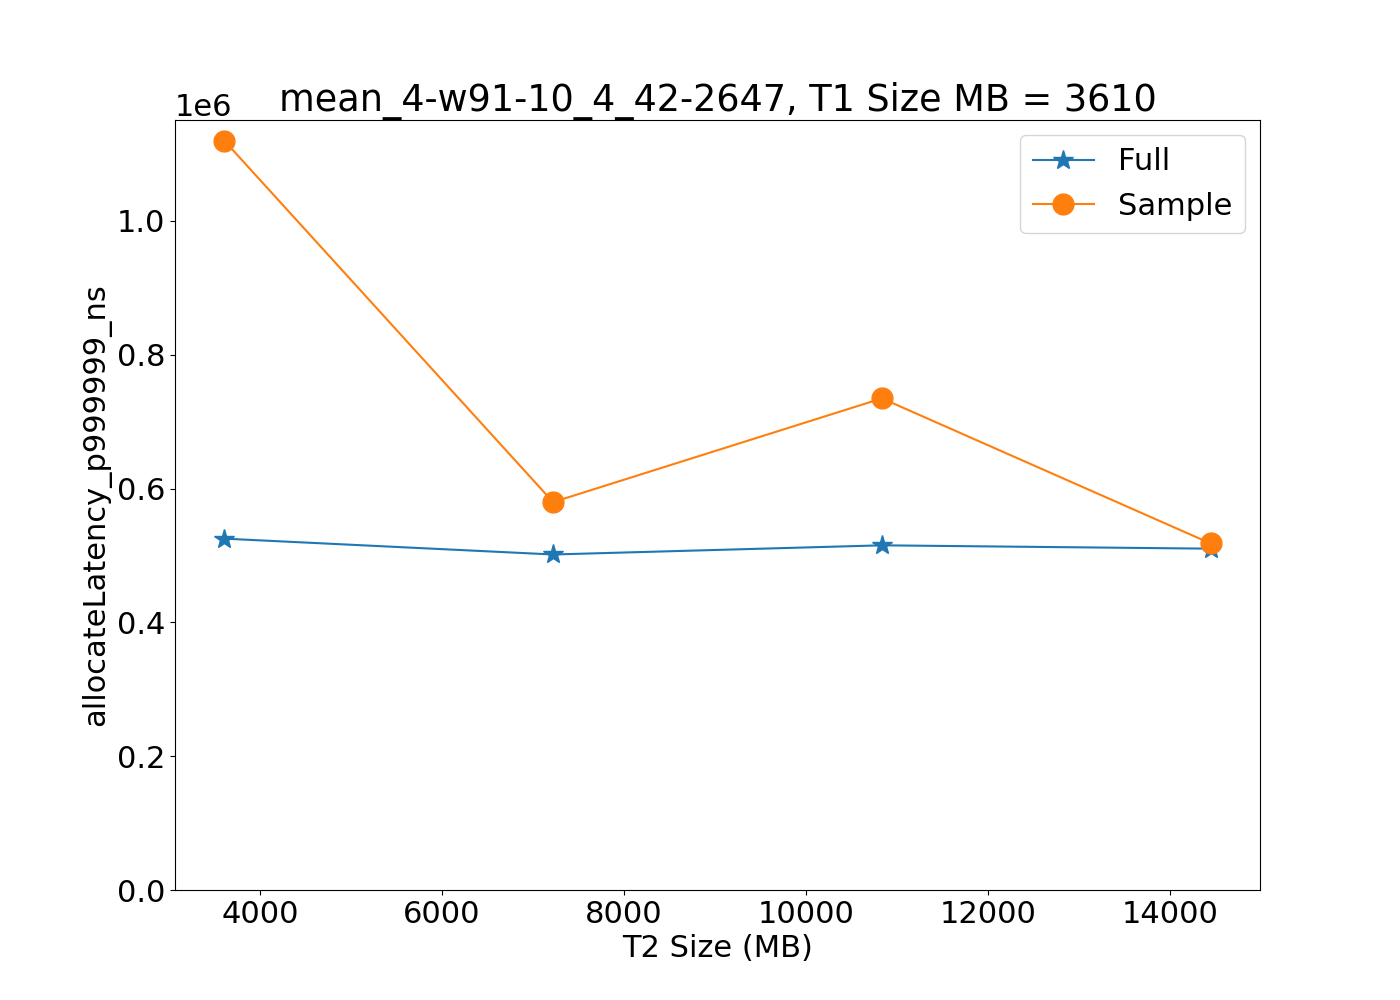 mean_4-w91-10_4_42-2647, T1 Size MB = 3610
1e6
Full
Sample
1.0
0.8
0.6
0.4
0.2
0.0
allocateLatency_p999999_ns
4000 6000 8000 10000 12000 14000
T2 Size (MB)